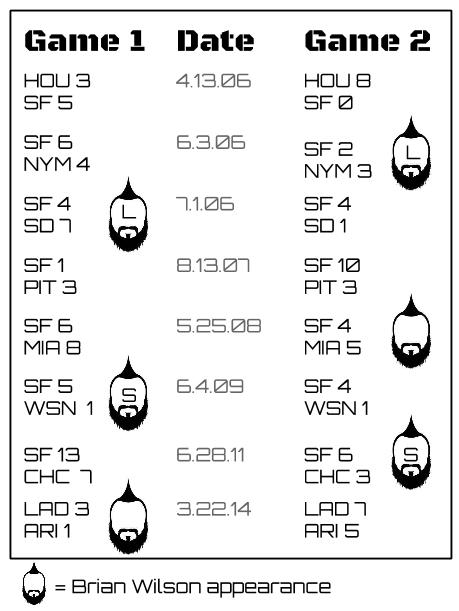 Game 1 Date Game 2
HOU 3 4.13.06 HOU 8
SF 5 SF 0
SF 6 6.3.06 SF 2 L
NYM 4 NYM 3
SF 4 L 7.1.06 SF 4
SD 7 SD 1
SF 1 8.13.07 SF 10
PIT 3 PIT 3
SF 6 5.25.08 SF 4
MIA 8 MIA 5
SF 5 S 6.4.09 SF 4
WSN 1 WSN 1
SF 13 6.28.11 SF 6 S
CHC 7 CHC 3
LAD 3 3.22.14 LAD 7
ARI 1 ARI 5
= Brian Wilson appearance